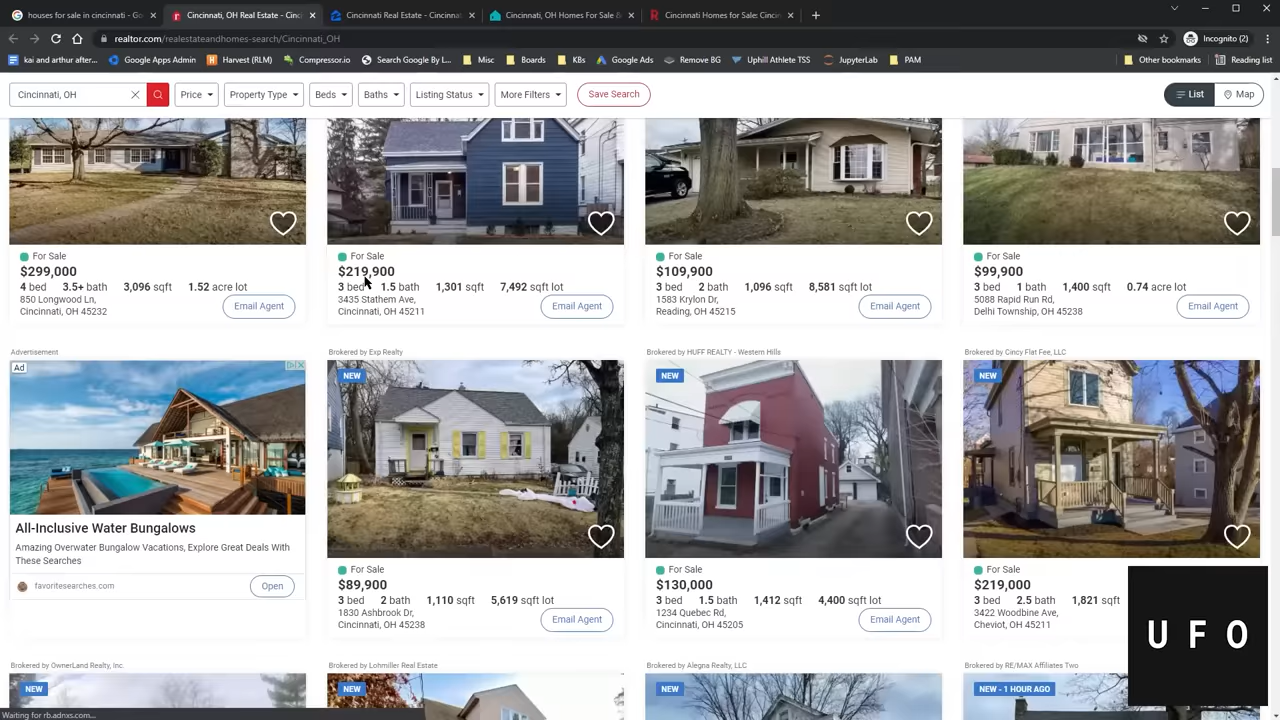 houses for sale in cincinnati - Go
Cincinnati, OH Real Estate - Cinc
Cincinnati Real Estate - Cincinnat
Cincinnati, OH Homes For Sale &
Cincinnati Homes for Sale: Cincin
realtor.com/realestateandhomes-search/Cincinnati_OH
Incognito (2)
kai and arthur after...
Google Apps Admin
Harvest (RLM)
Compressor.io
Search Google By L...
Misc
Boards
KBs
Google Ads
Remove BG
Uphill Athlete TSS
JupyterLab
PAM
Other bookmarks
Reading list
Cincinnati, OH
Price
Property Type
Beds
Baths
Listing Status
More Filters
Save Search
List
Map
For Sale
$299,000
4 bed 3.5+ bath 3,096 sqft 1.52 acre lot
850 Longwood Ln,
Cincinnati, OH 45232
Email Agent
For Sale
$219,900
3 bed 1.5 bath 1,301 sqft 7,492 sqft lot
3435 Stathem Ave,
Cincinnati, OH 45211
Email Agent
For Sale
$109,900
3 bed 2 bath 1,096 sqft 8,581 sqft lot
1583 Krylon Dr,
Reading, OH 45215
Email Agent
For Sale
$99,900
3 bed 1 bath 1,400 sqft 0.74 acre lot
5088 Rapid Run Rd,
Delhi Township, OH 45238
Email Agent
Advertisement
Ad
All-Inclusive Water Bungalows
Amazing Overwater Bungalow Vacations, Explore Great Deals With
These Searches
favoritesearches.com
Open
Brokered by Exp Realty
NEW
For Sale
$89,900
3 bed 2 bath 1,110 sqft 5,619 sqft lot
1830 Ashbrook Dr,
Cincinnati, OH 45238
Email Agent
Brokered by HUFF REALTY - Western Hills
NEW
For Sale
$130,000
3 bed 1.5 bath 1,412 sqft 4,400 sqft lot
1234 Quebec Rd,
Cincinnati, OH 45205
Email Agent
Brokered by Cincy Flat Fee, LLC
NEW
For Sale
$219,000
3 bed 2.5 bath 1,821 sqft
3422 Woodbine Ave,
Cheviot, OH 45211
UFO
Brokered by OwnerLand Realty, Inc.
NEW
Brokered by Lohmiller Real Estate
NEW
Brokered by Alegna Realty, LLC
NEW
Brokered by RE/MAX Affiliates Two
NEW - 1 HOUR AGO
Waiting for rb.adnxs.com...